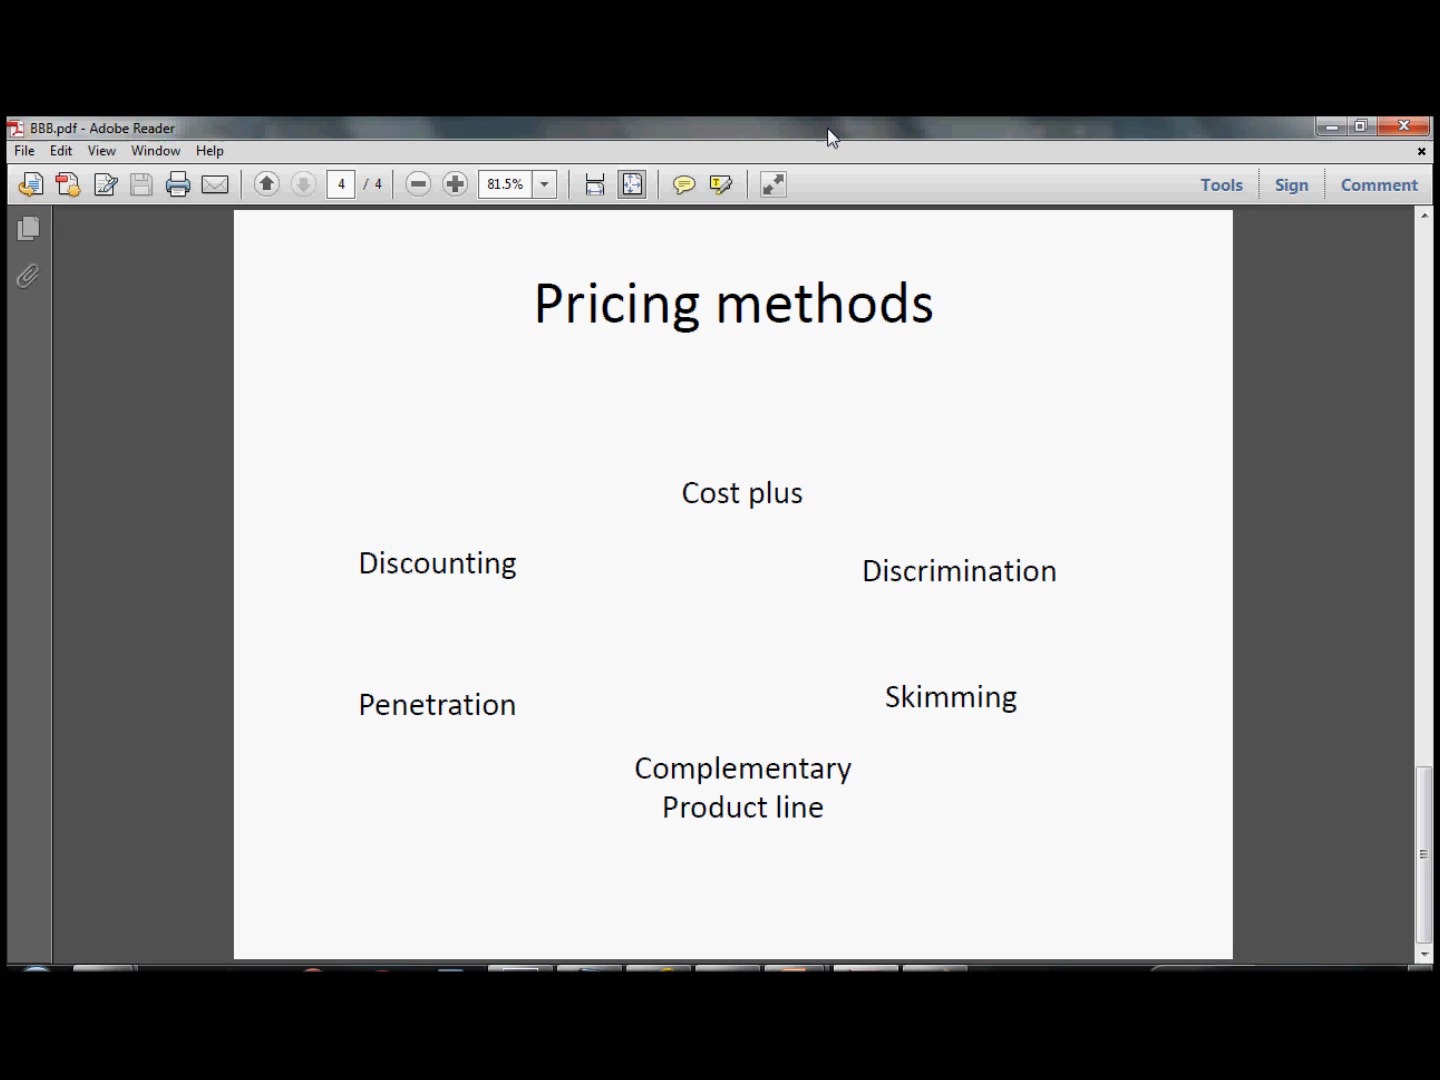 BBB.pdf - Adobe Reader
File Edit View Window Help
4 / 4 81.5% Tools Sign Comment
Pricing methods
Cost plus
Discounting
Discrimination
Penetration
Skimming
Complementary
Product line